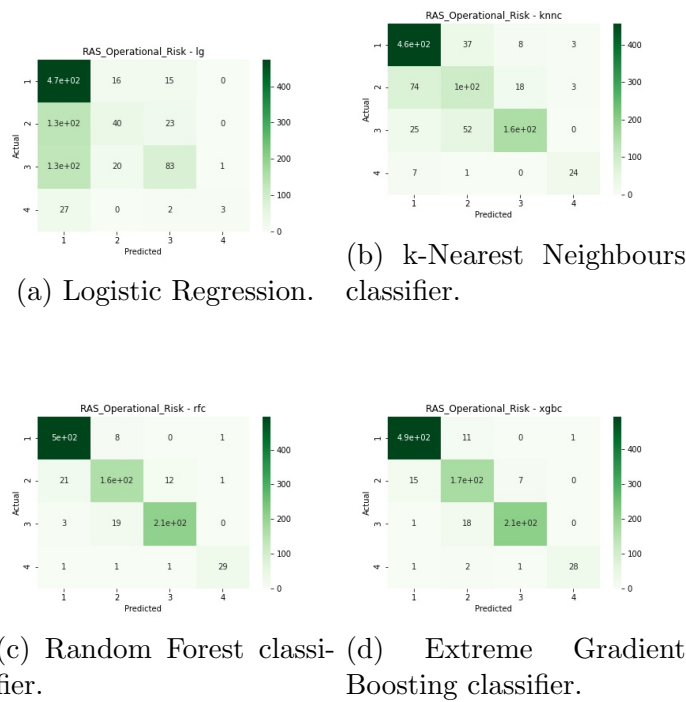 RAS_Operational_Risk - lg
Actual
1 4.7e+02 16 15 0
2 1.3e+02 40 23 0
3 1.3e+02 20 83 1
4 27 0 2 3
1 2 3 4
Predicted
400
300
200
100
0
(a) Logistic Regression.
RAS_Operational_Risk - knnc
Actual
1 4.6e+02 37 8 3
2 74 1e+02 18 3
3 25 52 1.6e+02 0
4 7 1 0 24
1 2 3 4
Predicted
400
300
200
100
0
(b) k-Nearest Neighbours
classifier.
RAS_Operational_Risk - rfc
Actual
1 5e+02 8 0 1
2 21 1.6e+02 12 1
3 3 19 2.1e+02 0
4 1 1 1 29
1 2 3 4
Predicted
400
300
200
100
0
(c) Random Forest classi-
fier.
RAS_Operational_Risk - xgbc
Actual
1 4.9e+02 11 0 1
2 15 1.7e+02 7 0
3 1 18 2.1e+02 0
4 1 2 1 28
1 2 3 4
Predicted
400
300
200
100
0
(d) Extreme Gradient
Boosting classifier.